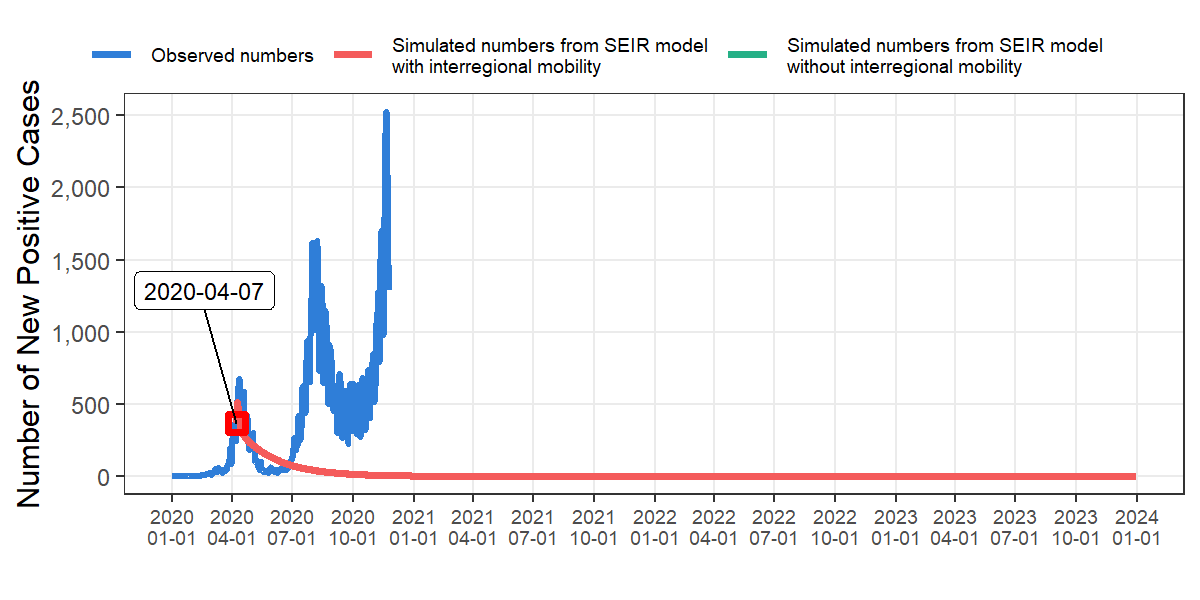 Observed numbers
Simulated numbers from SEIR model
with interregional mobility
Simulated numbers from SEIR model
without interregional mobility
Number of New Positive Cases
2,500
2,000
1,500
1,000
500
0
2020-04-07
2020 2020 2020 2020 2021 2021 2021 2021 2022 2022 2022 2022 2023 2023 2023 2023 2024
01-01 04-01 07-01 10-01 01-01 04-01 07-01 10-01 01-01 04-01 07-01 10-01 01-01 04-01 07-01 10-01 01-01